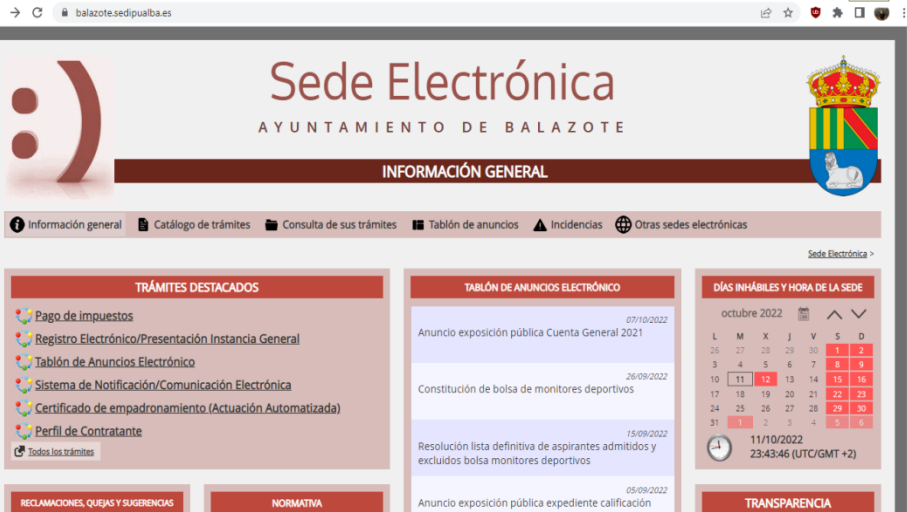 balazote.sedipualba.es
Sede Electrónica
AYUNTAMIENTO DE BALAZOTE
INFORMACIÓN GENERAL
Información general Catálogo de trámites Consulta de sus trámites Tablón de anuncios Incidencias Otras sedes electrónicas
Sede Electrónica >
TRÁMITES DESTACADOS
Pago de impuestos
Registro Electrónico/Presentación Instancia General
Tablón de Anuncios Electrónico
Sistema de Notificación/Comunicación Electrónica
Certificado de empadronamiento (Actuación Automatizada)
Perfil de Contratante
Todos los trámites
TABLÓN DE ANUNCIOS ELECTRÓNICO
07/10/2022
Anuncio exposición pública Cuenta General 2021
26/09/2022
Constitución de bolsa de monitores deportivos
15/09/2022
Resolución lista definitiva de aspirantes admitidos y
excluidos bolsa monitores deportivos
05/09/2022
Anuncio exposición pública expediente calificación
DÍAS INHÁBILES Y HORA DE LA SEDE
octubre 2022
L M X J V S D
26 27 28 29 30 1 2
3 4 5 6 7 8 9
10 11 12 13 14 15 16
17 18 19 20 21 22 23
24 25 26 27 28 29 30
31 1 2 3 4 5 6
11/10/2022
23:43:46 (UTC/GMT +2)
RECLAMACIONES, QUEJAS Y SUGERENCIAS
NORMATIVA
TRANSPARENCIA